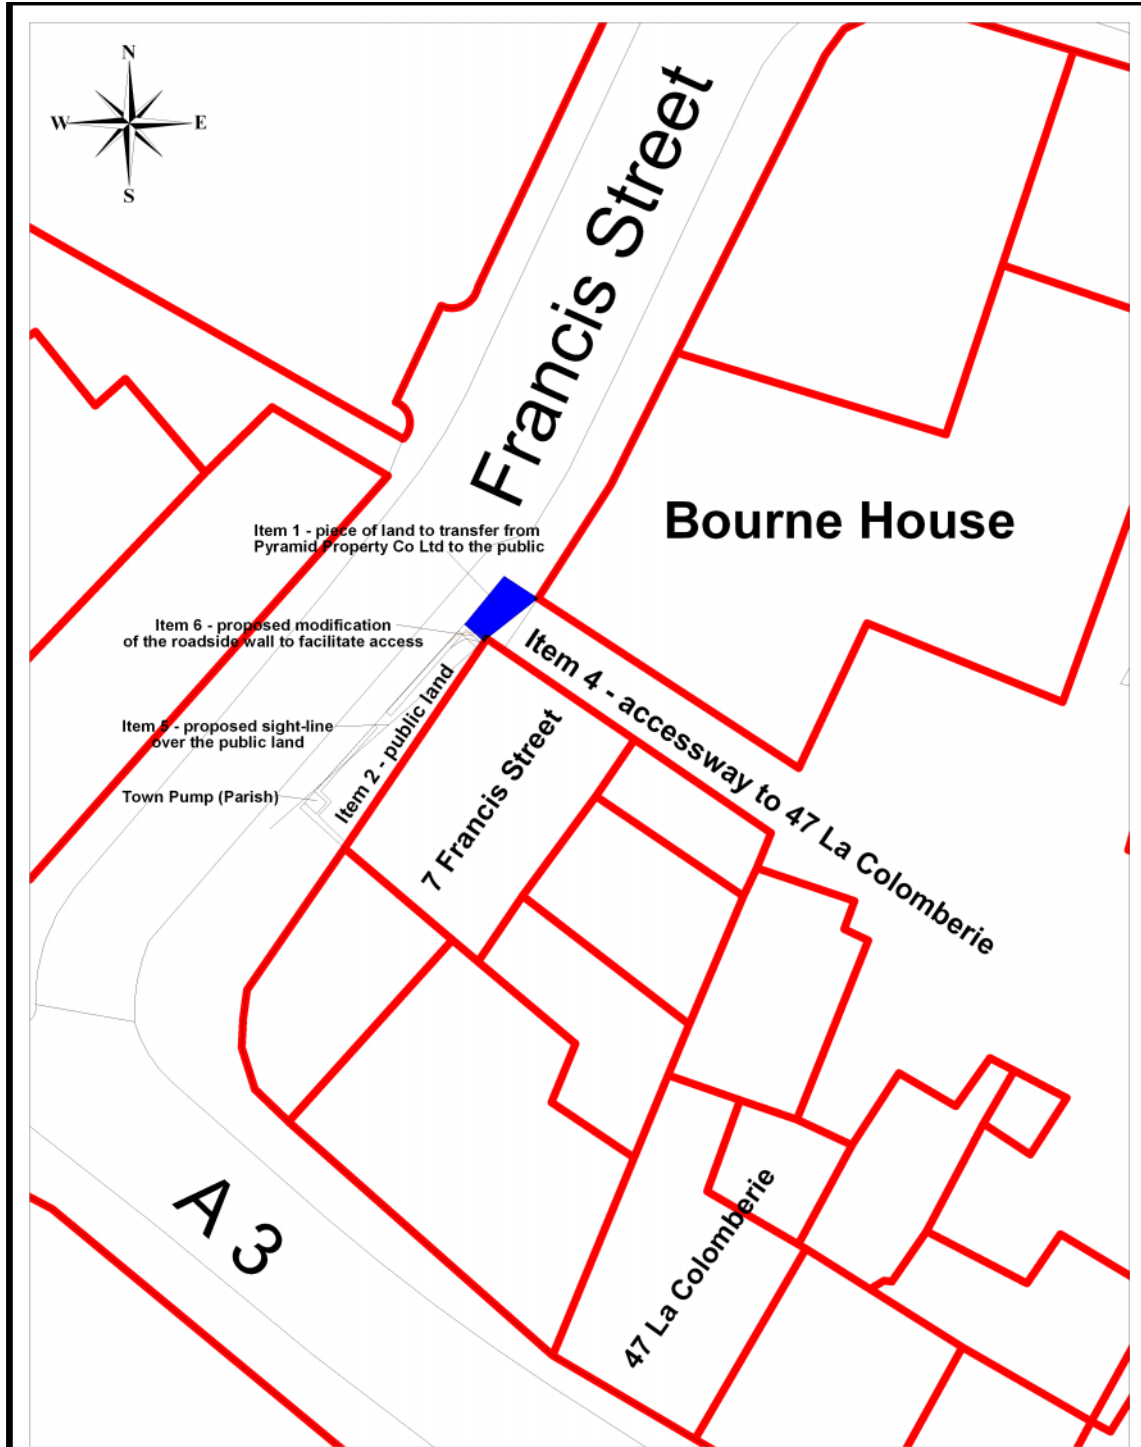 N
W E
S
Francis Street
Bourne House
Item 1 - piece of land to transfer from
Pyramid Property Co Ltd to the public
Item 6 - proposed modification
of the roadside wall to facilitate access
Item 4 - accessway to 47 La Colomberie
Item 5 - proposed sight-line
over the public land
Item 2 - public land
Town Pump (Parish)
7 Francis Street
A 3
47 La Colomberie